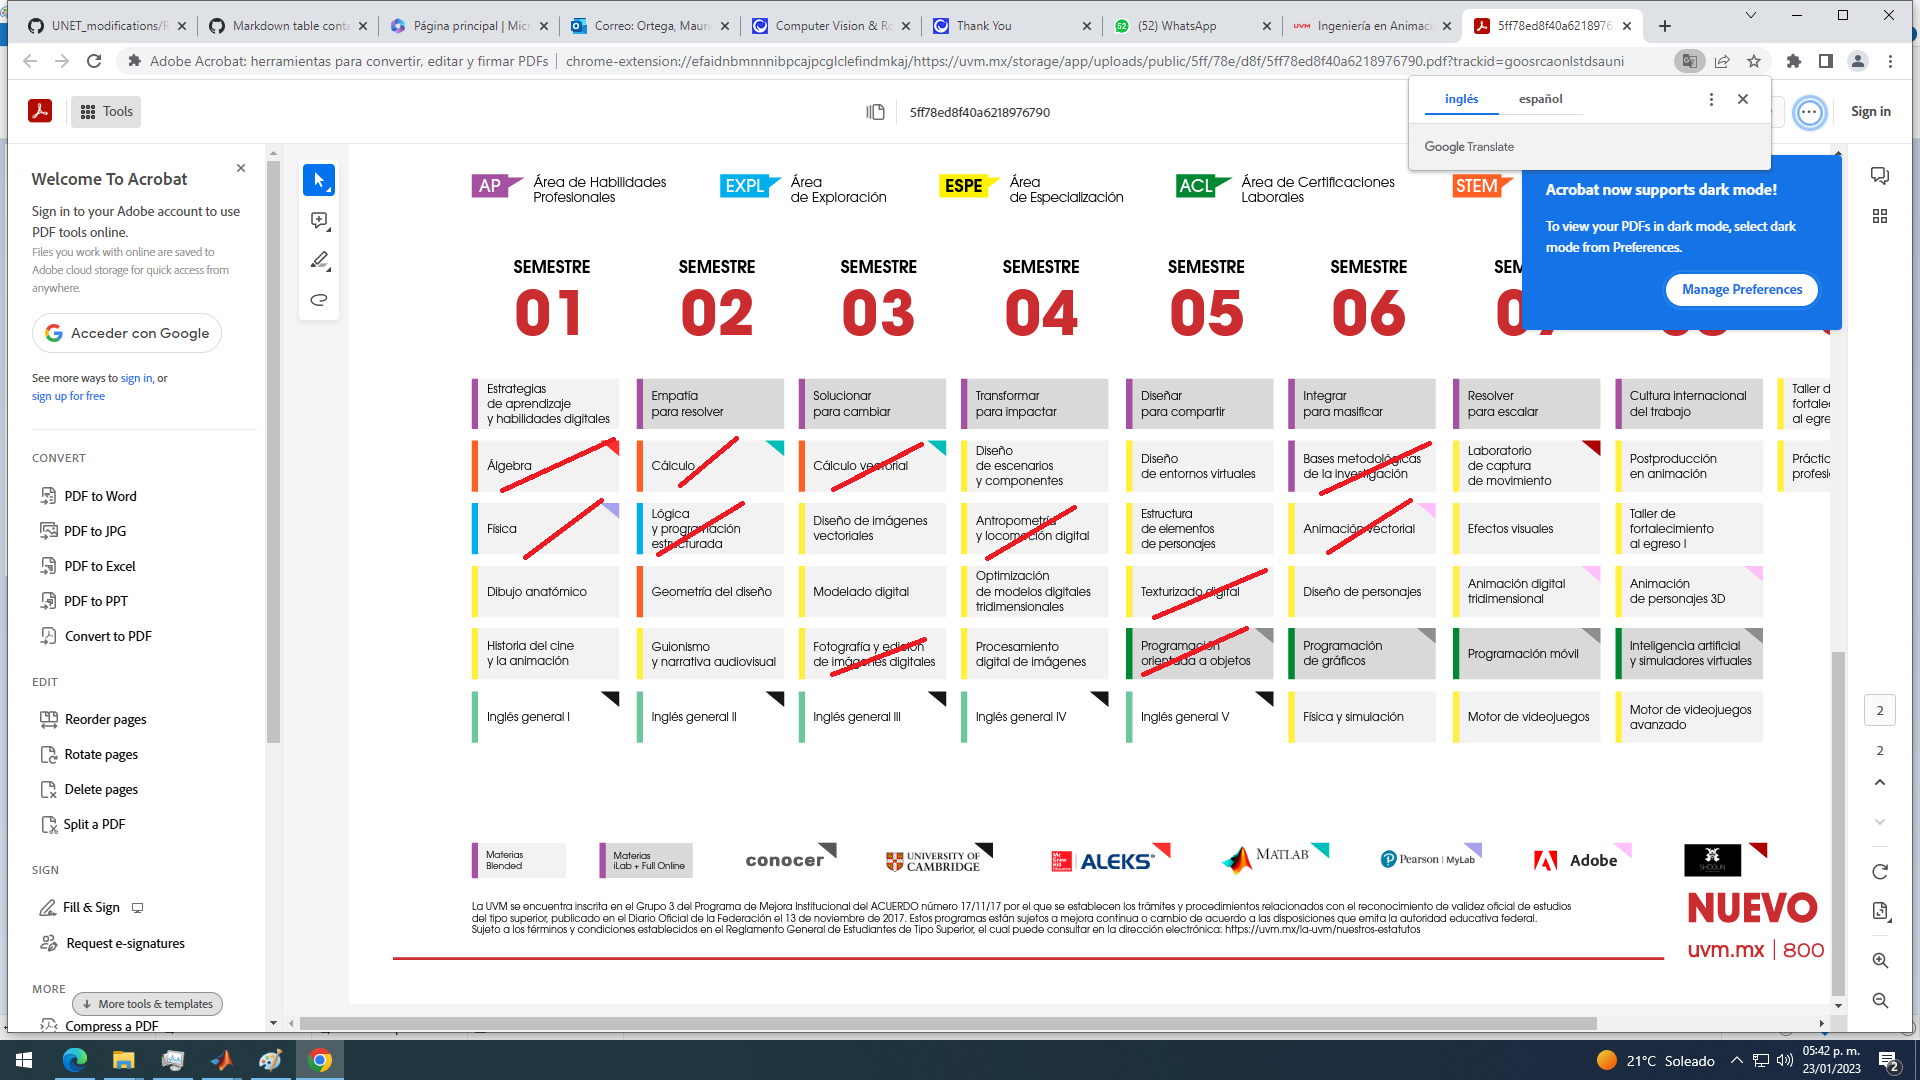 UNET_modifications/R
Markdown table conta
Página principal | Micr
Correo: Ortega, Mauri
Computer Vision & Ro
Thank You
(52) WhatsApp
Ingeniería en Animaci
5ff78ed8f40a6218976
Adobe Acrobat: herramientas para convertir, editar y firmar PDFs
chrome-extension://efaidnbmnnnibpcajpcglclefindmkaj/https://uvm.mx/storage/app/uploads/public/5ff/78e/d8f/5ff78ed8f40a6218976790.pdf?trackid=goosrcaonlstdsauni
inglés
español
Google Translate
Tools
5ff78ed8f40a6218976790
Sign in
Welcome To Acrobat
Sign in to your Adobe account to use
PDF tools online.
Files you work with online are saved to
Adobe cloud storage for quick access from
anywhere.
Acceder con Google
See more ways to sign in, or
sign up for free
CONVERT
PDF to Word
PDF to JPG
PDF to Excel
PDF to PPT
Convert to PDF
EDIT
Reorder pages
Rotate pages
Delete pages
Split a PDF
SIGN
Fill & Sign
Request e-signatures
MORE
More tools & templates
Compress a PDF
Acrobat now supports dark mode!
To view your PDFs in dark mode, select dark
mode from Preferences.
Manage Preferences
AP
Área de Habilidades
Profesionales
EXPL
Área
de Exploración
ESPE
Área
de Especialización
ACL
Área de Certificaciones
Laborales
STEM
SEMESTRE
01
Estrategias
de aprendizaje
y habilidades digitales
Álgebra
Física
Dibujo anatómico
Historia del cine
y la animación
Inglés general I
SEMESTRE
02
Empatía
para resolver
Cálculo
Lógica
y programación
estructurada
Geometría del diseño
Guionismo
y narrativa audiovisual
Inglés general II
SEMESTRE
03
Solucionar
para cambiar
Cálculo vectorial
Diseño de imágenes
vectoriales
Modelado digital
Fotografía y edición
de imágenes digitales
Inglés general III
SEMESTRE
04
Transformar
para impactar
Diseño
de escenarios
y componentes
Antropometría
y locomoción digital
Optimización
de modelos digitales
tridimensionales
Procesamiento
digital de imágenes
Inglés general IV
SEMESTRE
05
Diseñar
para compartir
Diseño
de entornos virtuales
Estructura
de elementos
de personajes
Texturizado digital
Programación
orientada a objetos
Inglés general V
SEMESTRE
06
Integrar
para masificar
Bases metodológicas
de la investigación
Animación vectorial
Diseño de personajes
Programación
de gráficos
Física y simulación
SEM
Resolver
para escalar
Laboratorio
de captura
de movimiento
Efectos visuales
Animación digital
tridimensional
Programación móvil
Motor de videojuegos
Cultura internacional
del trabajo
Postproducción
en animación
Taller de
fortalecimiento
al egreso I
Animación
de personajes 3D
Inteligencia artificial
y simuladores virtuales
Motor de videojuegos
avanzado
Taller d
fortalec
al egre
Práctic
profesi
Materias
Blended
Materias
iLab + Full Online
conocer
UNIVERSITY OF
CAMBRIDGE
ALEKS
MATLAB
Pearson | MyLab
Adobe
La UVM se encuentra inscrita en el Grupo 3 del Programa de Mejora Institucional del ACUERDO número 17/11/17 por el que se establecen los trámites y procedimientos relacionados con el reconocimiento de validez oficial de estudios
del tipo superior, publicado en el Diario Oficial de la Federación el 13 de noviembre de 2017. Estos programas están sujetos a mejora continua o cambio de acuerdo a las disposiciones que emita la autoridad educativa federal.
Sujeto a los términos y condiciones establecidos en el Reglamento General de Estudiantes de Tipo Superior, el cual puede consultar en la dirección electrónica: https://uvm.mx/la-uvm/nuestros-estatutos
NUEVO
uvm.mx | 800
2
2
21°C Soleado
05:42 p. m.
23/01/2023
2